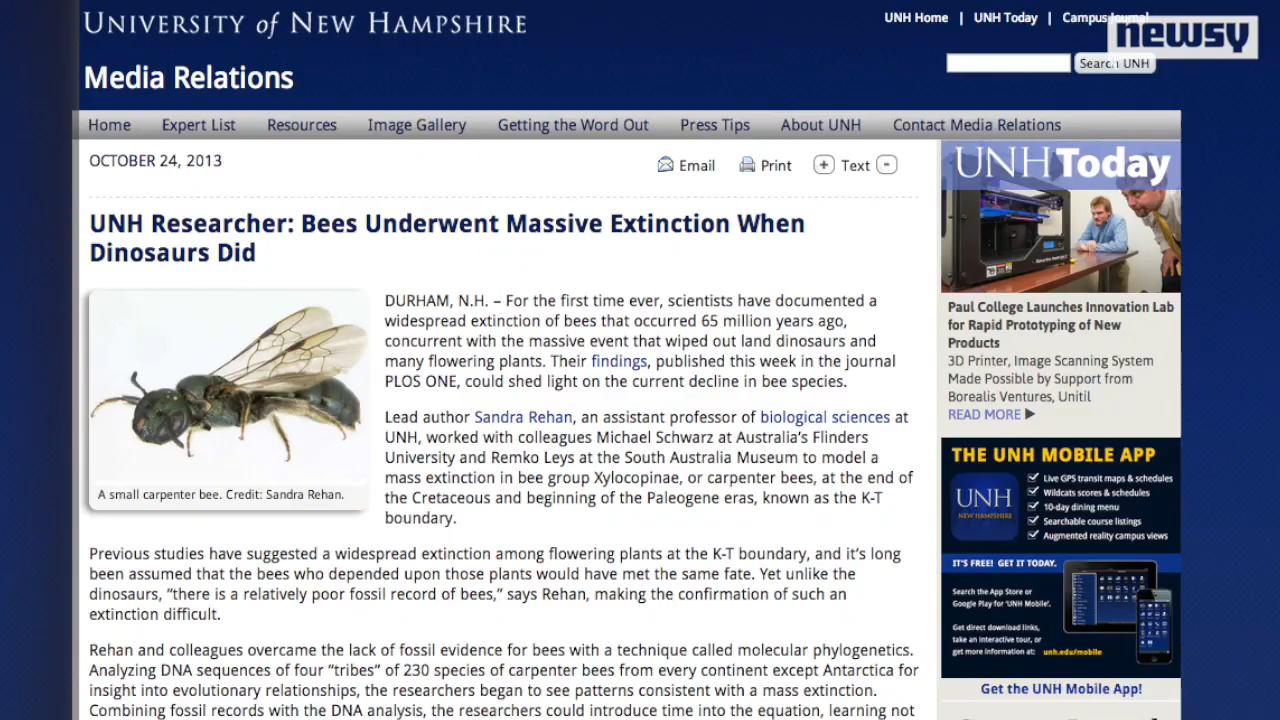 UNIVERSITY of NEW HAMPSHIRE
UNH Home | UNH Today | Campus Journal
newsy
Search UNH
Media Relations
Home Expert List Resources Image Gallery Getting the Word Out Press Tips About UNH Contact Media Relations
OCTOBER 24, 2013
Email Print + Text -
UNH Researcher: Bees Underwent Massive Extinction When
Dinosaurs Did
DURHAM, N.H. – For the first time ever, scientists have documented a
widespread extinction of bees that occurred 65 million years ago,
concurrent with the massive event that wiped out land dinosaurs and
many flowering plants. Their findings, published this week in the journal
PLOS ONE, could shed light on the current decline in bee species.
Lead author Sandra Rehan, an assistant professor of biological sciences at
UNH, worked with colleagues Michael Schwarz at Australia’s Flinders
University and Remko Leys at the South Australia Museum to model a
mass extinction in bee group Xylocopinae, or carpenter bees, at the end of
the Cretaceous and beginning of the Paleogene eras, known as the K-T
boundary.
A small carpenter bee. Credit: Sandra Rehan.
Previous studies have suggested a widespread extinction among flowering plants at the K-T boundary, and it’s long
been assumed that the bees who depended upon those plants would have met the same fate. Yet unlike the
dinosaurs, “there is a relatively poor fossil record of bees,” says Rehan, making the confirmation of such an
extinction difficult.
Rehan and colleagues overcame the lack of fossil evidence for bees with a technique called molecular phylogenetics.
Analyzing DNA sequences of four “tribes” of 230 species of carpenter bees from every continent except Antarctica for
insight into evolutionary relationships, the researchers began to see patterns consistent with a mass extinction.
Combining fossil records with the DNA analysis, the researchers could introduce time into the equation, learning not
UNH Today
Paul College Launches Innovation Lab
for Rapid Prototyping of New
Products
3D Printer, Image Scanning System
Made Possible by Support from
Borealis Ventures, Unitil
READ MORE
THE UNH MOBILE APP
UNH
NEW HAMPSHIRE
Live GPS transit maps & schedules
Wildcats scores & schedules
10-day dining menu
Searchable course listings
Augmented reality campus views
IT'S FREE! GET IT TODAY.
Search the App Store or
Google Play for 'UNH Mobile'.
Get direct download links,
take an interactive tour, or
get more information at: unh.edu/mobile
Get the UNH Mobile App!